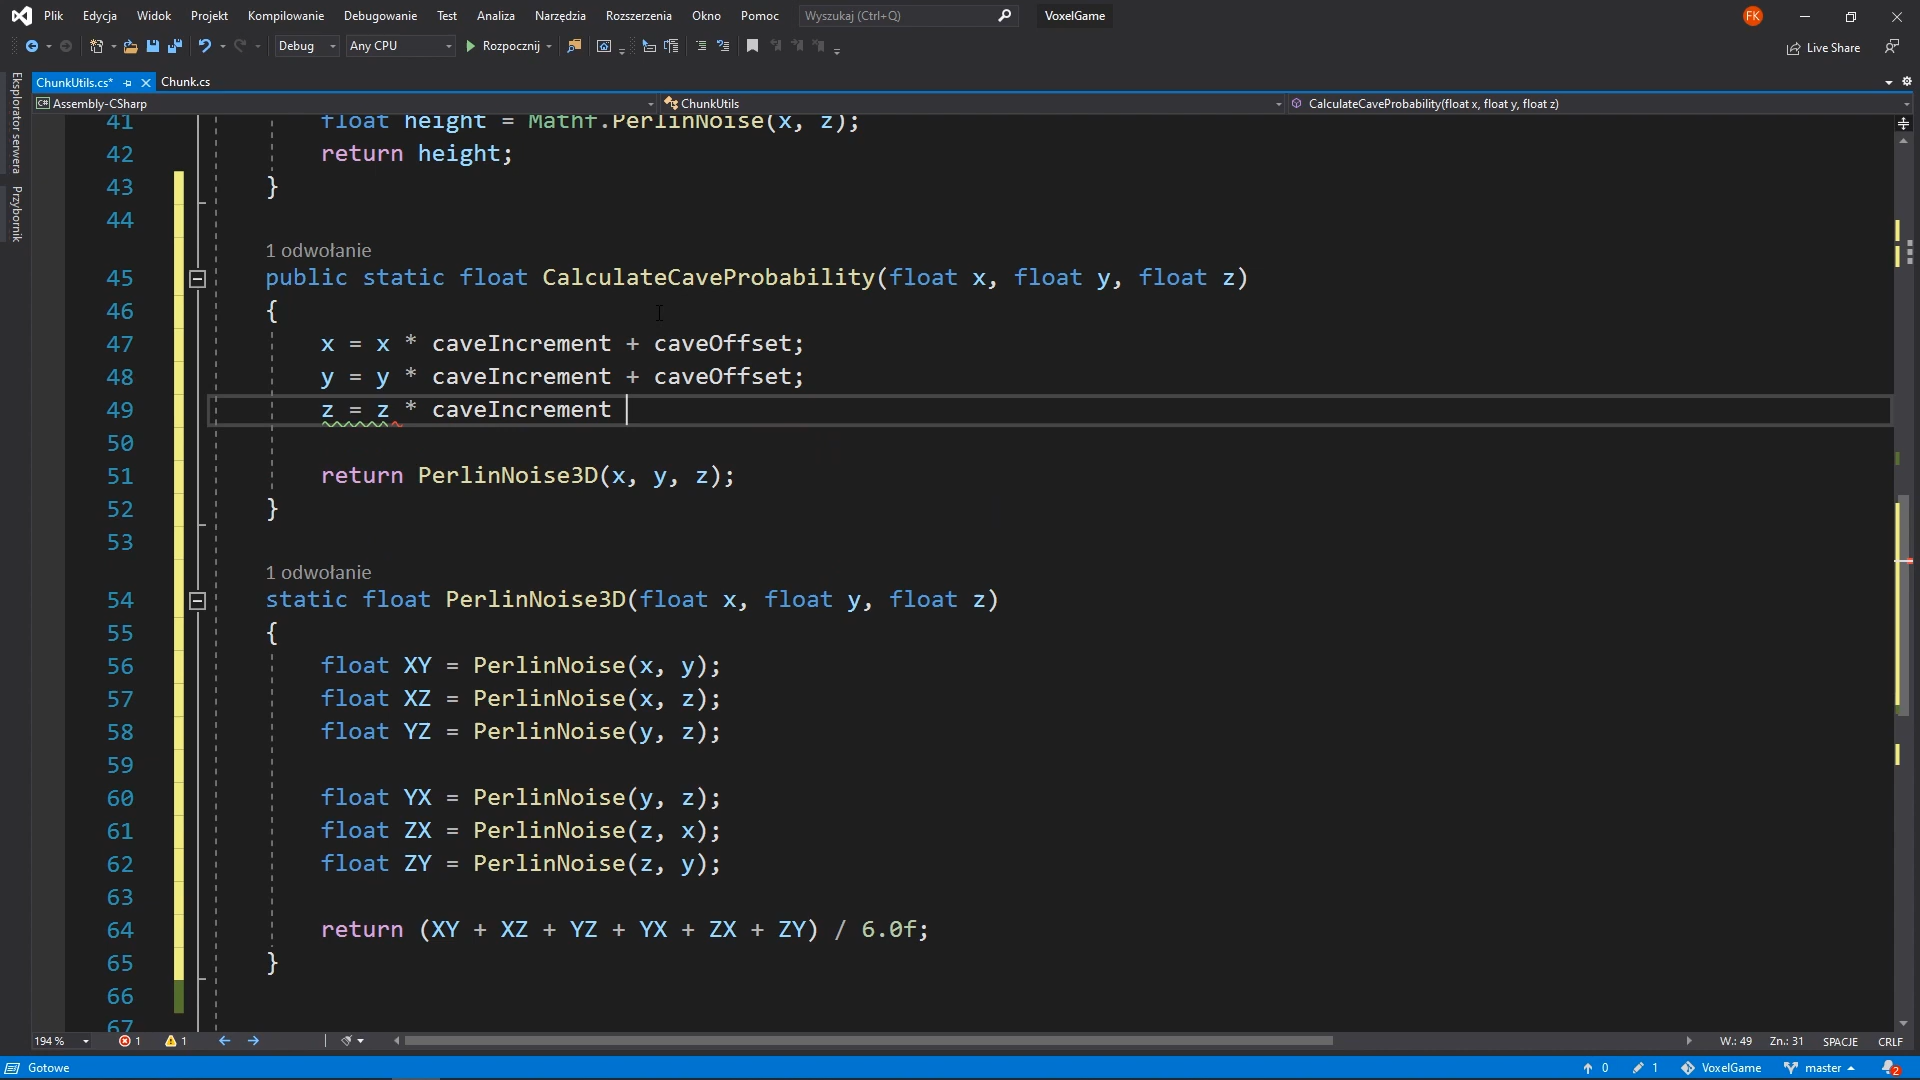 Plik Edycja Widok Projekt Kompilowanie Debugowanie Test Analiza Narzędzia Rozszerzenia Okno Pomoc Wyszukaj (Ctrl+Q) VoxelGame FK
Debug Any CPU Rozpocznij Live Share
Eksplorator serwera
Przybornik
ChunkUtils.cs* Chunk.cs
C# Assembly-CSharp ChunkUtils CalculateCaveProbability(float x, float y, float z)
41 float height = Mathf.PerlinNoise(x, z);
42 return height;
43 }
44
1 odwołanie
45 public static float CalculateCaveProbability(float x, float y, float z)
46 {
47 x = x * caveIncrement + caveOffset;
48 y = y * caveIncrement + caveOffset;
49 z = z * caveIncrement
50
51 return PerlinNoise3D(x, y, z);
52 }
53
1 odwołanie
54 static float PerlinNoise3D(float x, float y, float z)
55 {
56 float XY = PerlinNoise(x, y);
57 float XZ = PerlinNoise(x, z);
58 float YZ = PerlinNoise(y, z);
59
60 float YX = PerlinNoise(y, z);
61 float ZX = PerlinNoise(z, x);
62 float ZY = PerlinNoise(z, y);
63
64 return (XY + XZ + YZ + YX + ZX + ZY) / 6.0f;
65 }
66
67
194 % 1 1 W.: 49 Zn.: 31 SPACJE CRLF
Gotowe 0 1 VoxelGame master 2